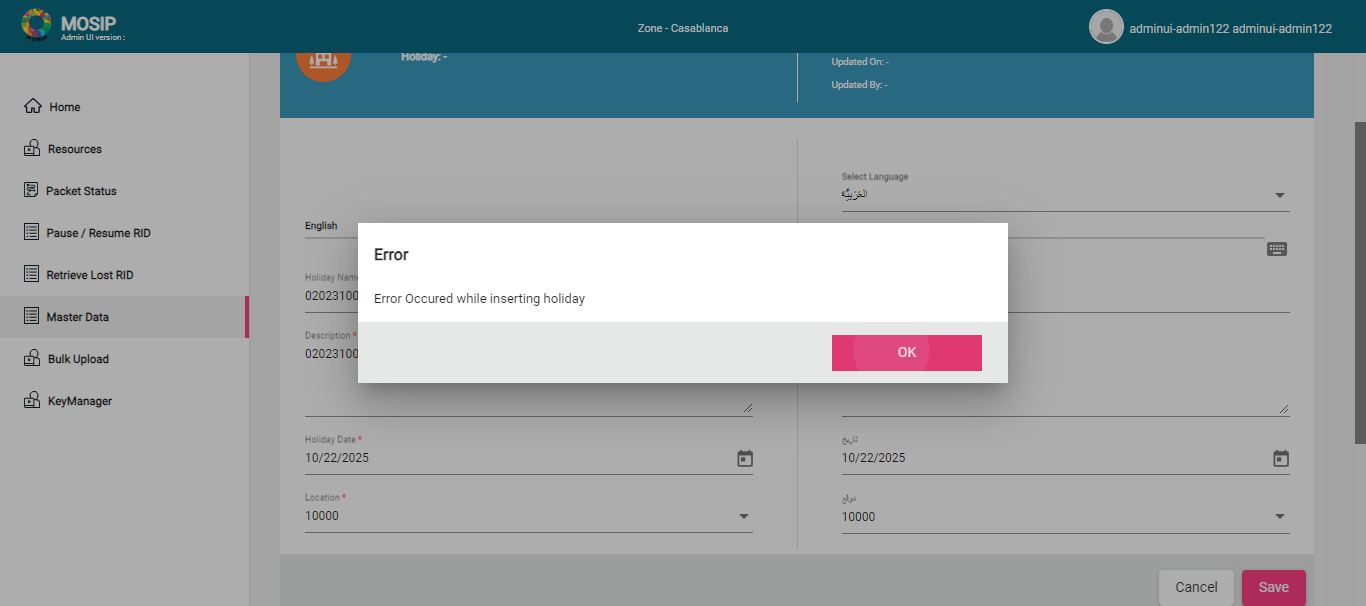 MOSIP
Admin UI version :
Zone - Casablanca
adminui-admin122 adminui-admin122
Home
Resources
Packet Status
Pause / Resume RID
Retrieve Lost RID
Master Data
Bulk Upload
KeyManager
Holiday: -
Updated On: -
Updated By: -
Select Language
العَرَبِيَّة
English
Holiday Name
02023100
Description *
02023100
Error
Error Occured while inserting holiday
OK
Holiday Date *
10/22/2025
تاريخ
10/22/2025
Location *
10000
موقع
10000
Cancel
Save